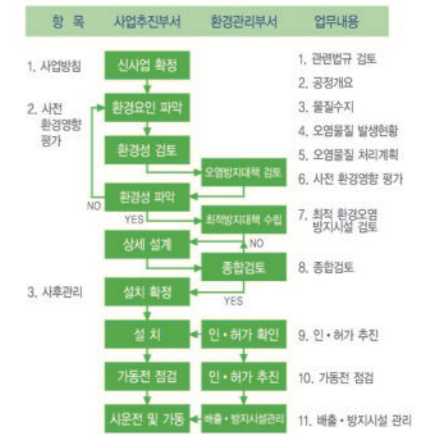 항 목 사업추진부서 환경관리부서 업무내용
1. 사업방침
신사업 확정
1. 관련법규 검토
2. 공정개요
2. 사전
환경영향
평가
환경요인 파악
3. 물질수지
4. 오염물질 발생현황
환경성 검토
5. 오염물질 처리계획
오염방지대책 검토
6. 사전 환경영향 평가
환경성 파악
NO
YES
최적방지대책 수립
7. 최적 환경오염
방지시설 검토
상세 설계
NO
종합검토
8. 종합검토
3. 사후관리
설치 확정
YES
설 치
인·허가 확인
9. 인·허가 추진
가동전 점검
인·허가 추진
10. 가동전 점검
시운전 및 가동
배출·방지시설관리
11. 배출·방지시설 관리